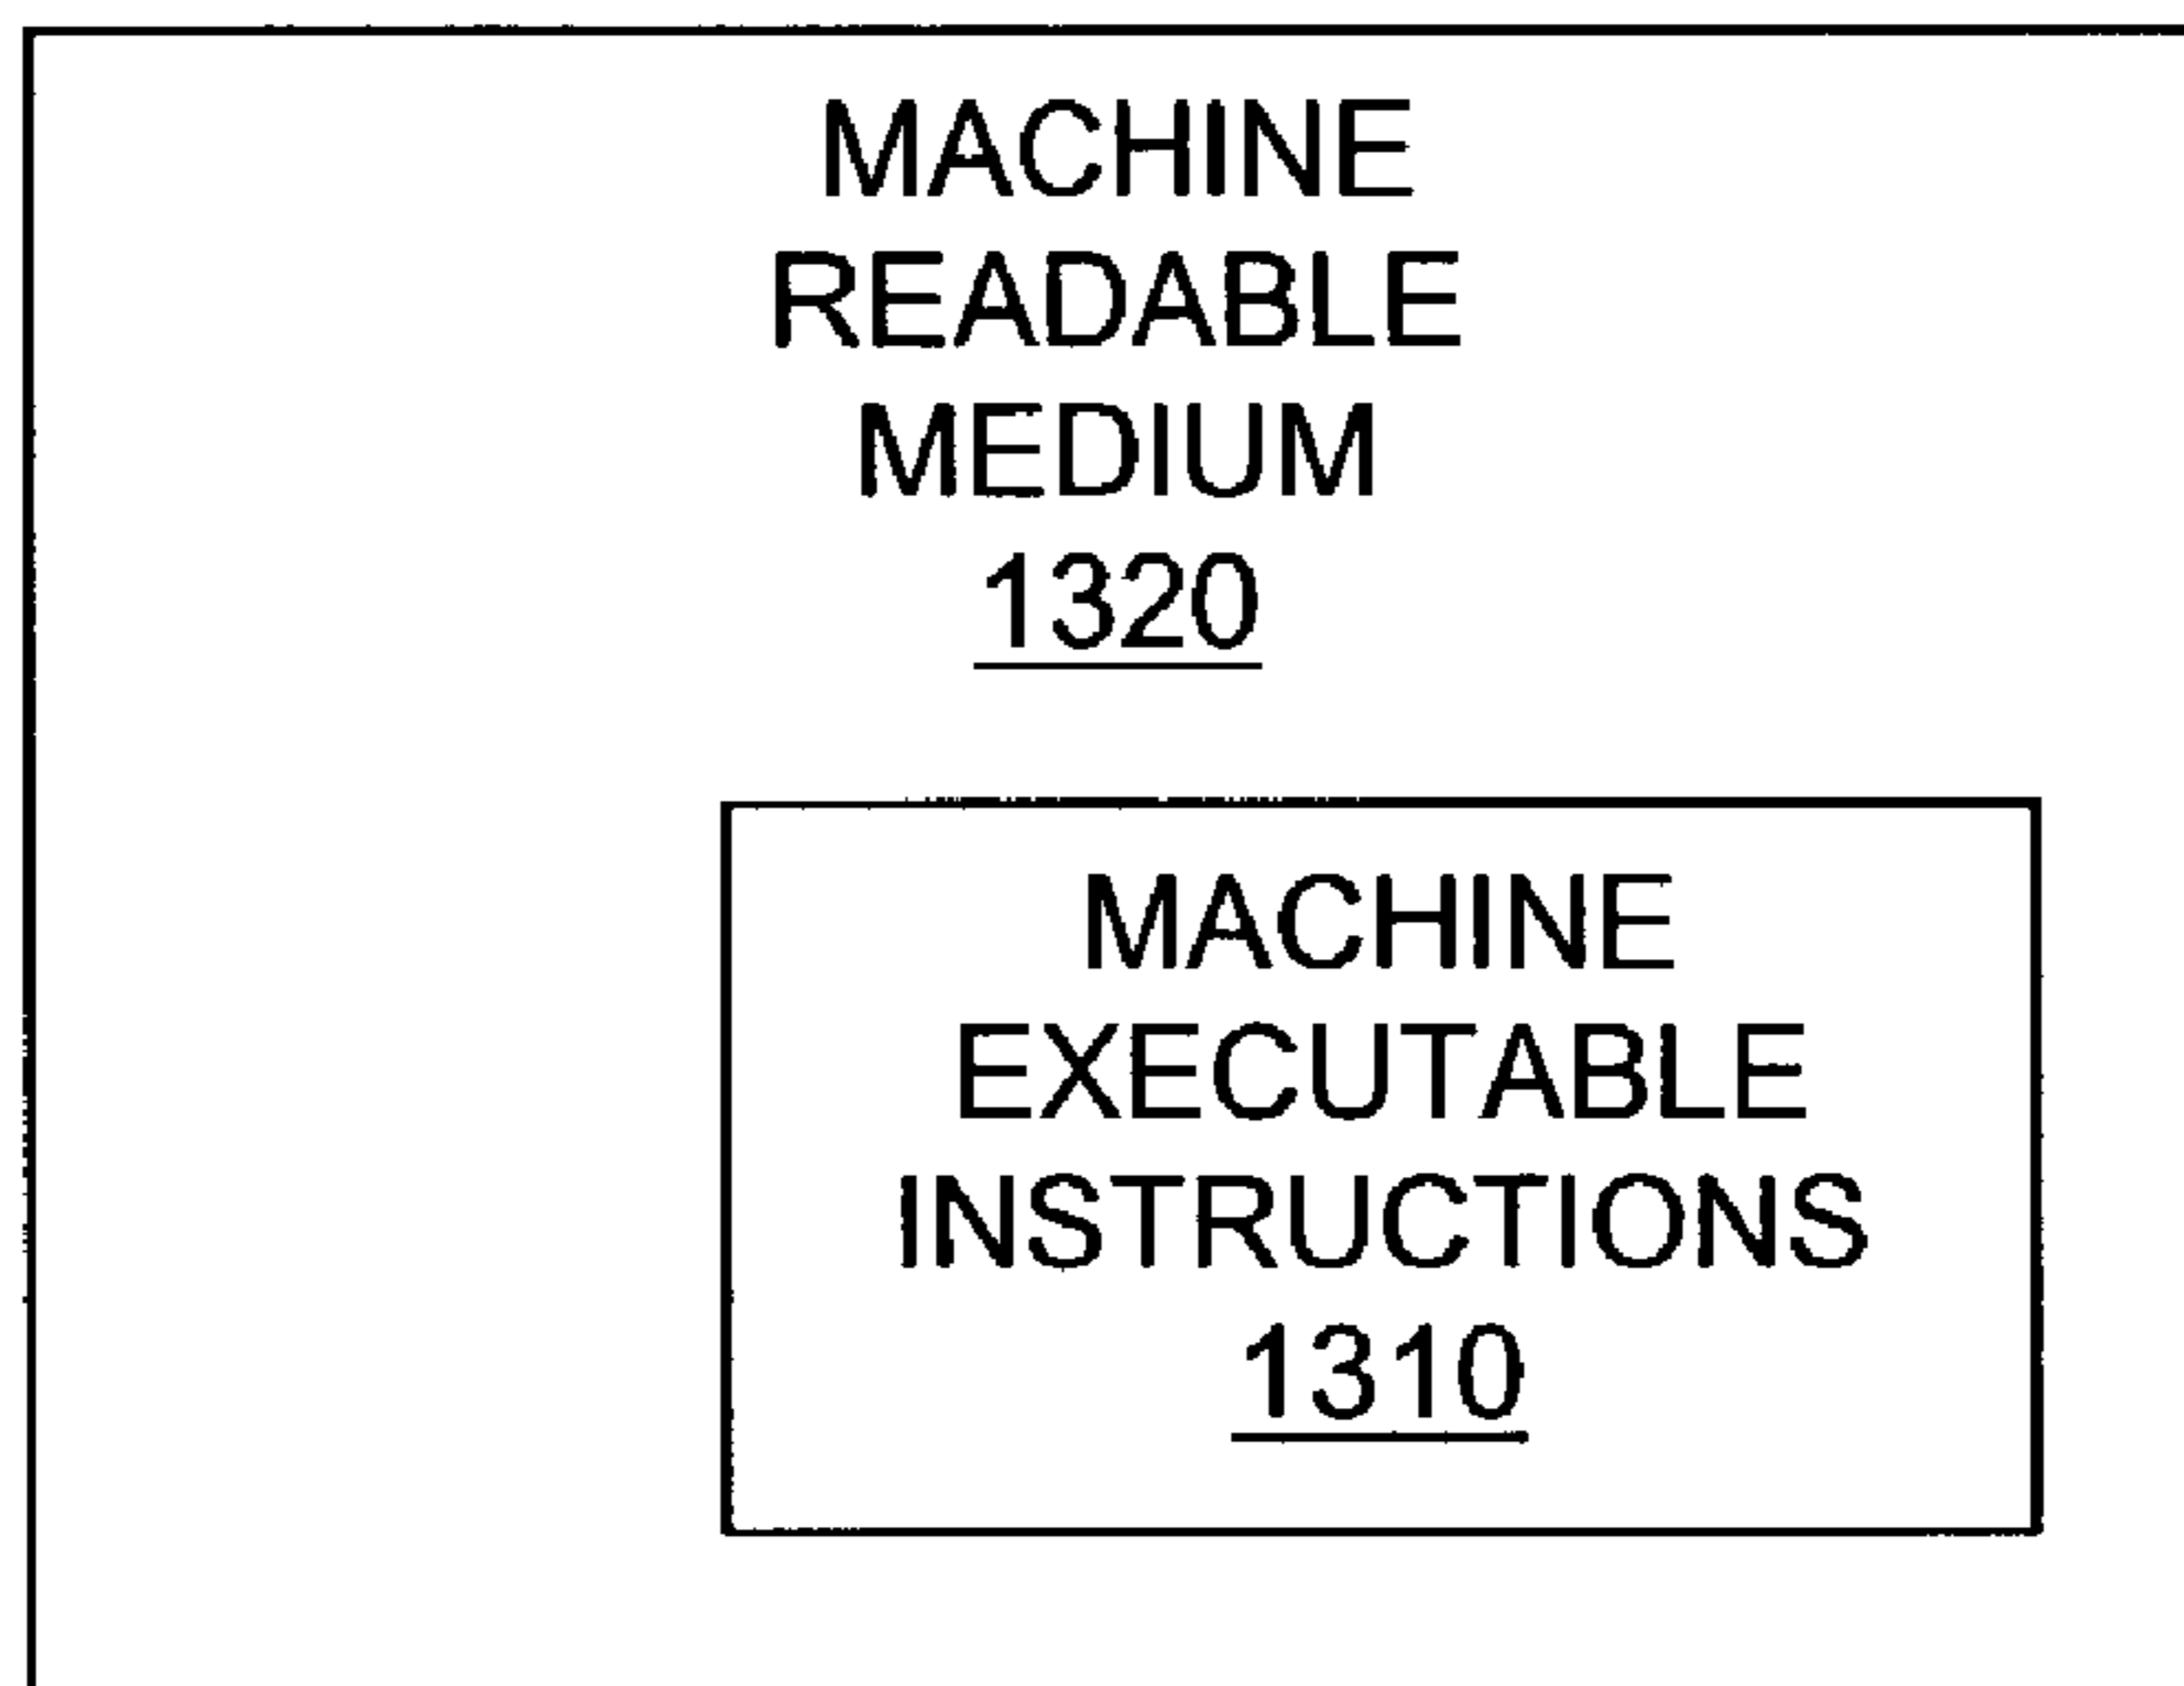 MACHINE
READABLE
MEDIUM
1320
MACHINE
EXECUTABLE
INSTRUCTIONS
1310